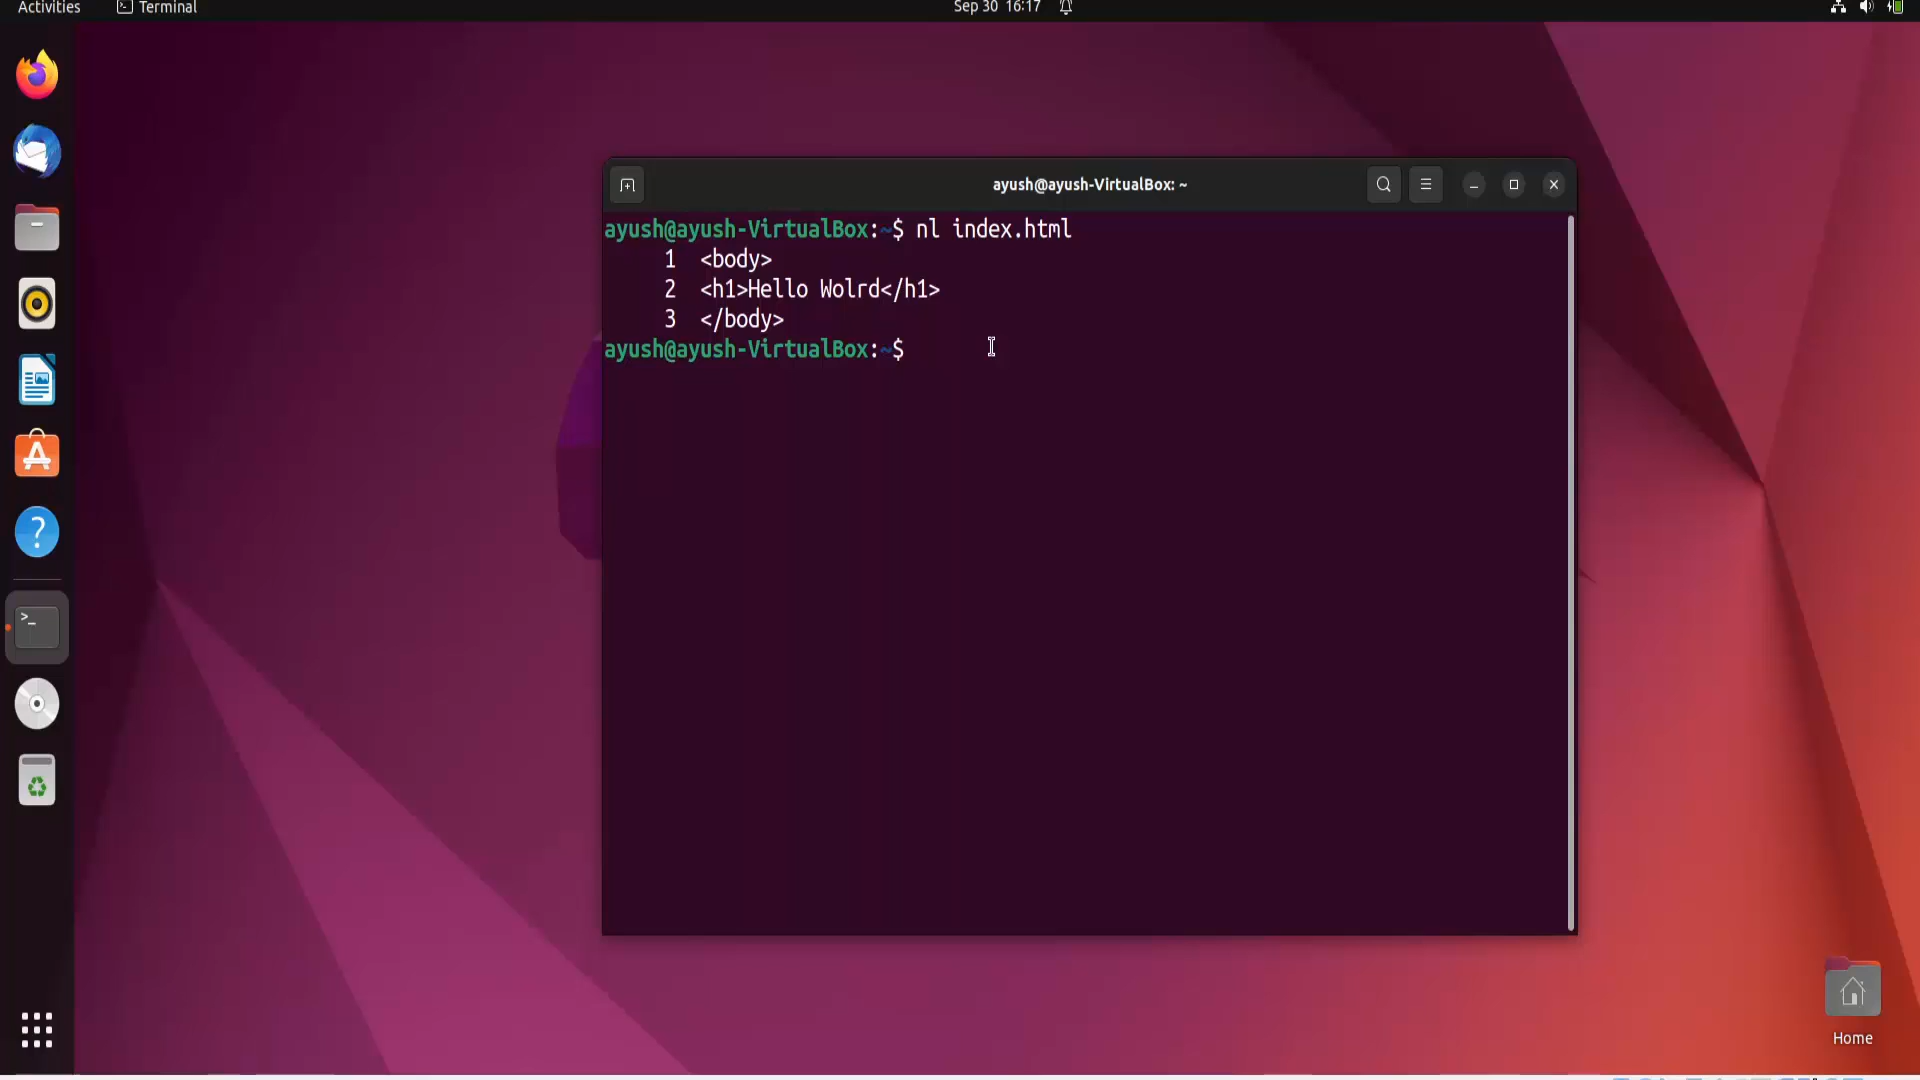 Activities Terminal Sep 30 16:17
ayush@ayush-VirtualBox: ~
ayush@ayush-VirtualBox:~$ nl index.html
1 <body>
2 <h1>Hello Wolrd</h1>
3 </body>
ayush@ayush-VirtualBox:~$
Home